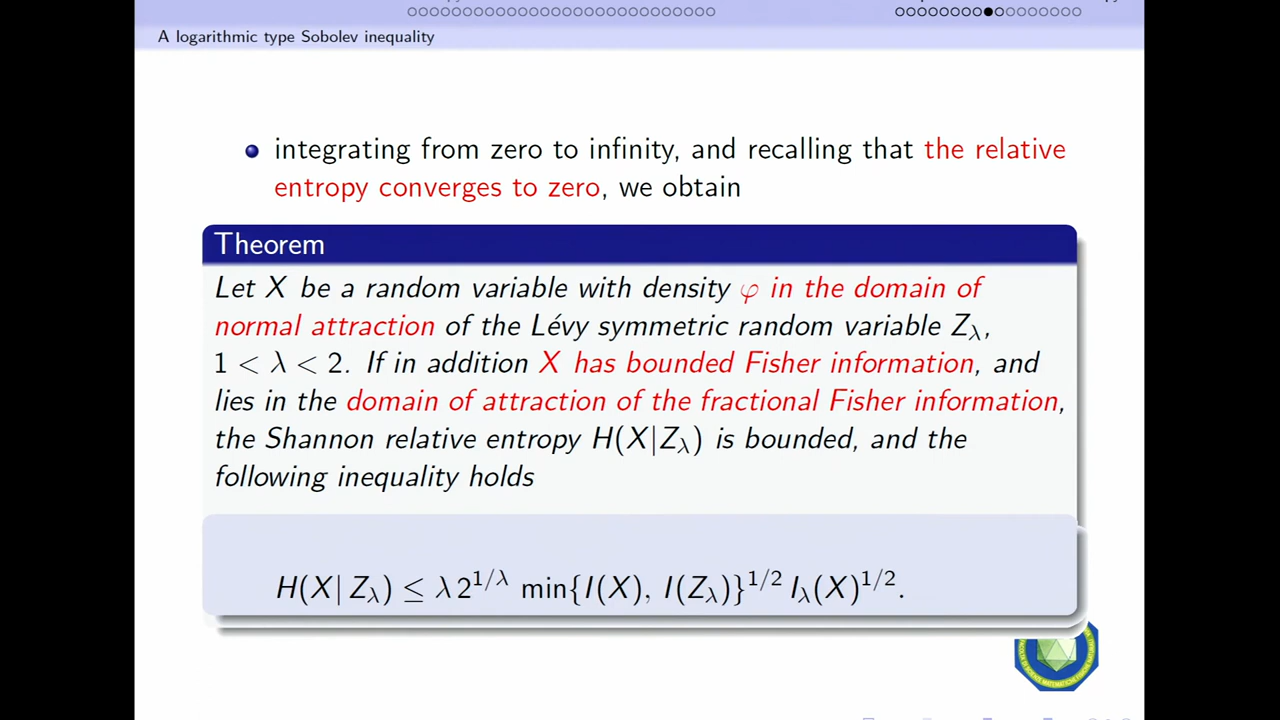 A logarithmic type Sobolev inequality
integrating from zero to infinity, and recalling that the relative
entropy converges to zero, we obtain
Theorem
Let X be a random variable with density φ in the domain of
normal attraction of the Lévy symmetric random variable Z_λ,
1 < λ < 2. If in addition X has bounded Fisher information, and
lies in the domain of attraction of the fractional Fisher information,
the Shannon relative entropy H(X|Z_λ) is bounded, and the
following inequality holds
H(X|Z_λ) ≤ λ 2^{1/λ} min{I(X), I(Z_λ)}^{1/2} I_λ(X)^{1/2}.